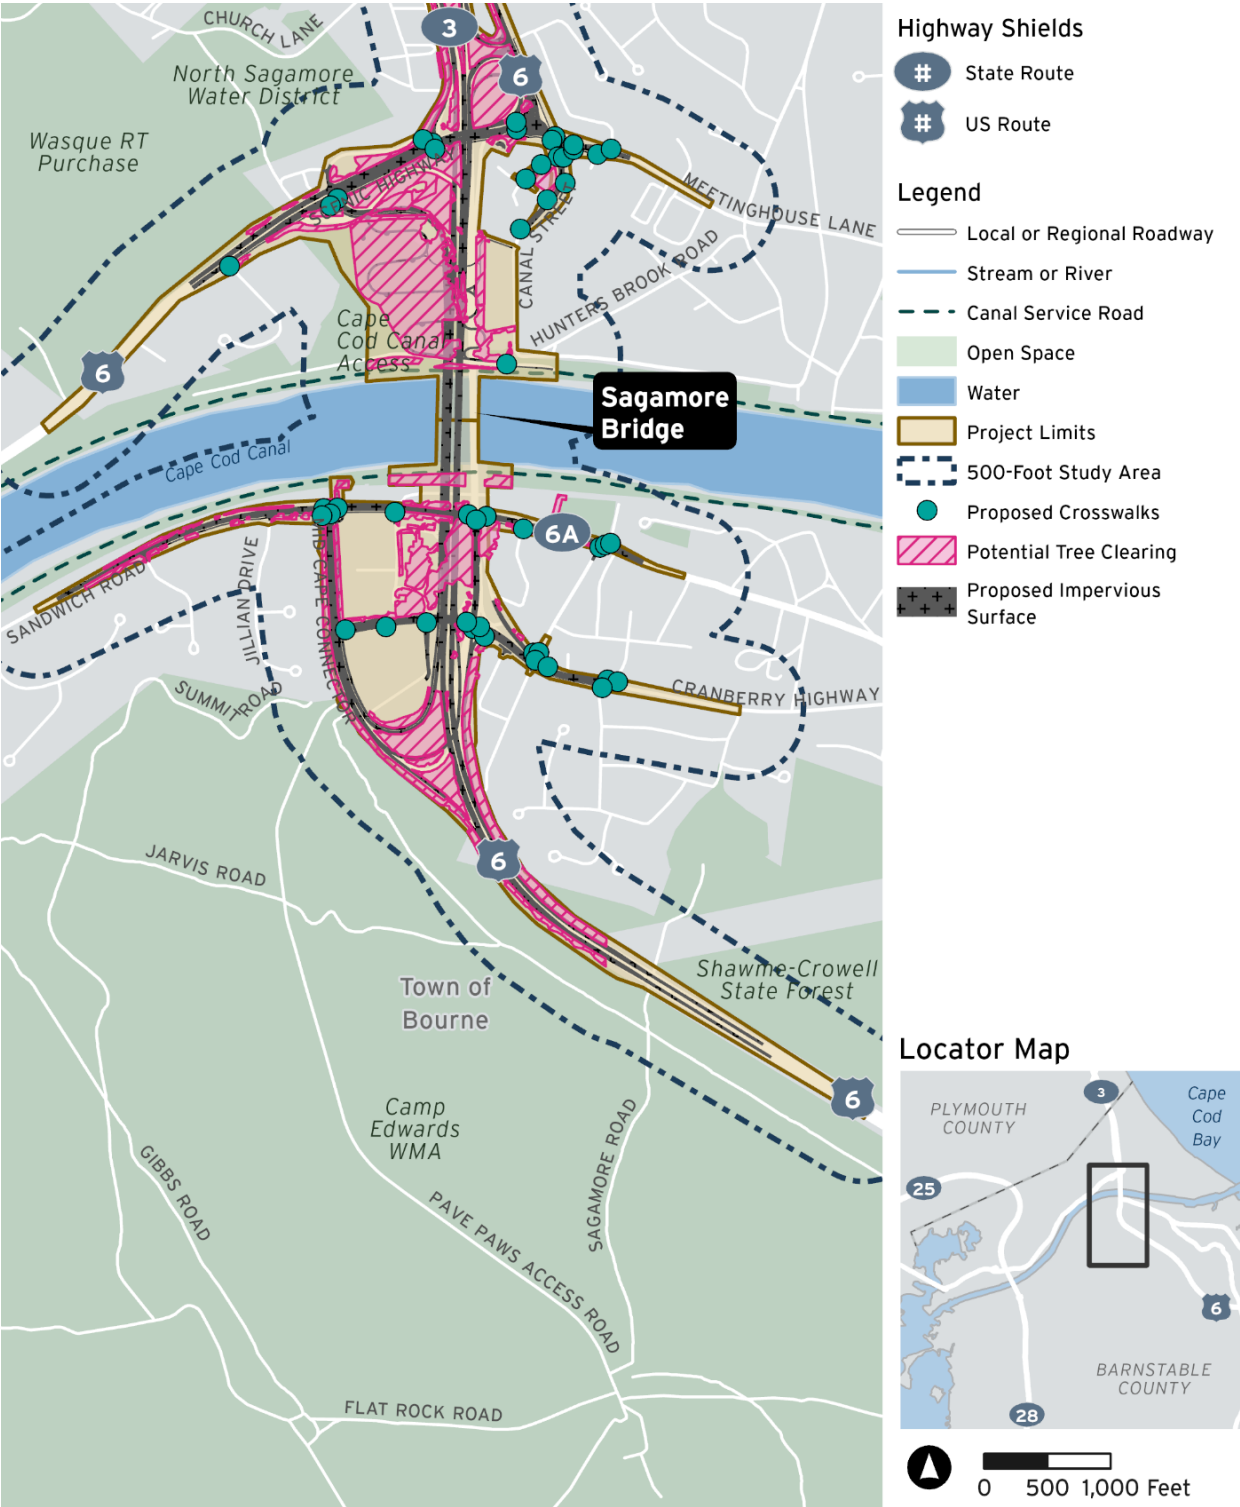 CHURCH LANE
3
North Sagamore
Water District
6
Wasque RT
Purchase
SCENIC HIGHWAY
MEETINGHOUSE LANE
CANAL STREET
HUNTERS BROOK ROAD
Cape
Cod Canal
Access
6
Sagamore
Bridge
Cape Cod Canal
6A
SANDWICH ROAD
JILLIAN DRIVE
MID CAPE CONNECTOR
SUMMIT ROAD
CRANBERRY HIGHWAY
JARVIS ROAD
6
Shawme-Crowell
State Forest
Town of
Bourne
6
Camp
Edwards
WMA
GIBBS ROAD
SAGAMORE ROAD
PAVE PAWS ACCESS ROAD
FLAT ROCK ROAD
Highway Shields
# State Route
# US Route
Legend
Local or Regional Roadway
Stream or River
Canal Service Road
Open Space
Water
Project Limits
500-Foot Study Area
Proposed Crosswalks
Potential Tree Clearing
Proposed Impervious
Surface
Locator Map
3
Cape
Cod
Bay
PLYMOUTH
COUNTY
25
6
BARNSTABLE
COUNTY
28
0 500 1,000 Feet